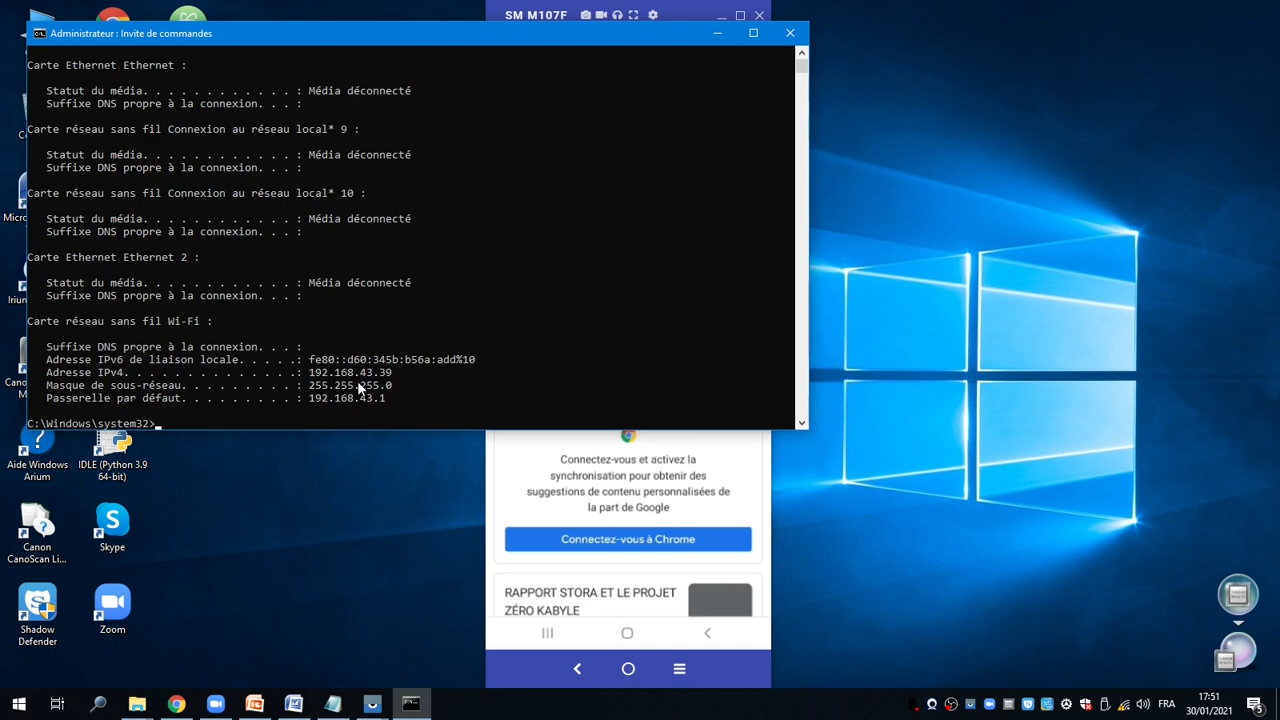 SM M107F
Administrateur : Invite de commandes
Carte Ethernet Ethernet :
Statut du média. . . . . . . . . . . . : Média déconnecté
Suffixe DNS propre à la connexion. . . :
Carte réseau sans fil Connexion au réseau local* 9 :
Statut du média. . . . . . . . . . . . : Média déconnecté
Suffixe DNS propre à la connexion. . . :
Carte réseau sans fil Connexion au réseau local* 10 :
Statut du média. . . . . . . . . . . . : Média déconnecté
Suffixe DNS propre à la connexion. . . :
Carte Ethernet Ethernet 2 :
Statut du média. . . . . . . . . . . . : Média déconnecté
Suffixe DNS propre à la connexion. . . :
Carte réseau sans fil Wi-Fi :
Suffixe DNS propre à la connexion. . . :
Adresse IPv6 de liaison locale. . . . .: fe80::d60:345b:b56a:add%10
Adresse IPv4. . . . . . . . . . . . . .: 192.168.43.39
Masque de sous-réseau. . . . . . . . . : 255.255.255.0
Passerelle par défaut. . . . . . . . . : 192.168.43.1
C:\Windows\system32>
Aide Windows
Arium
IDLE (Python 3.9
64-bit)
Canon
CanoScan Li...
Skype
Shadow
Defender
Zoom
Connectez-vous et activez la
synchronisation pour obtenir des
suggestions de contenu personnalisées de
la part de Google
Connectez-vous à Chrome
RAPPORT STORA ET LE PROJET
ZÉRO KABYLE
FRA
17:51
30/01/2021